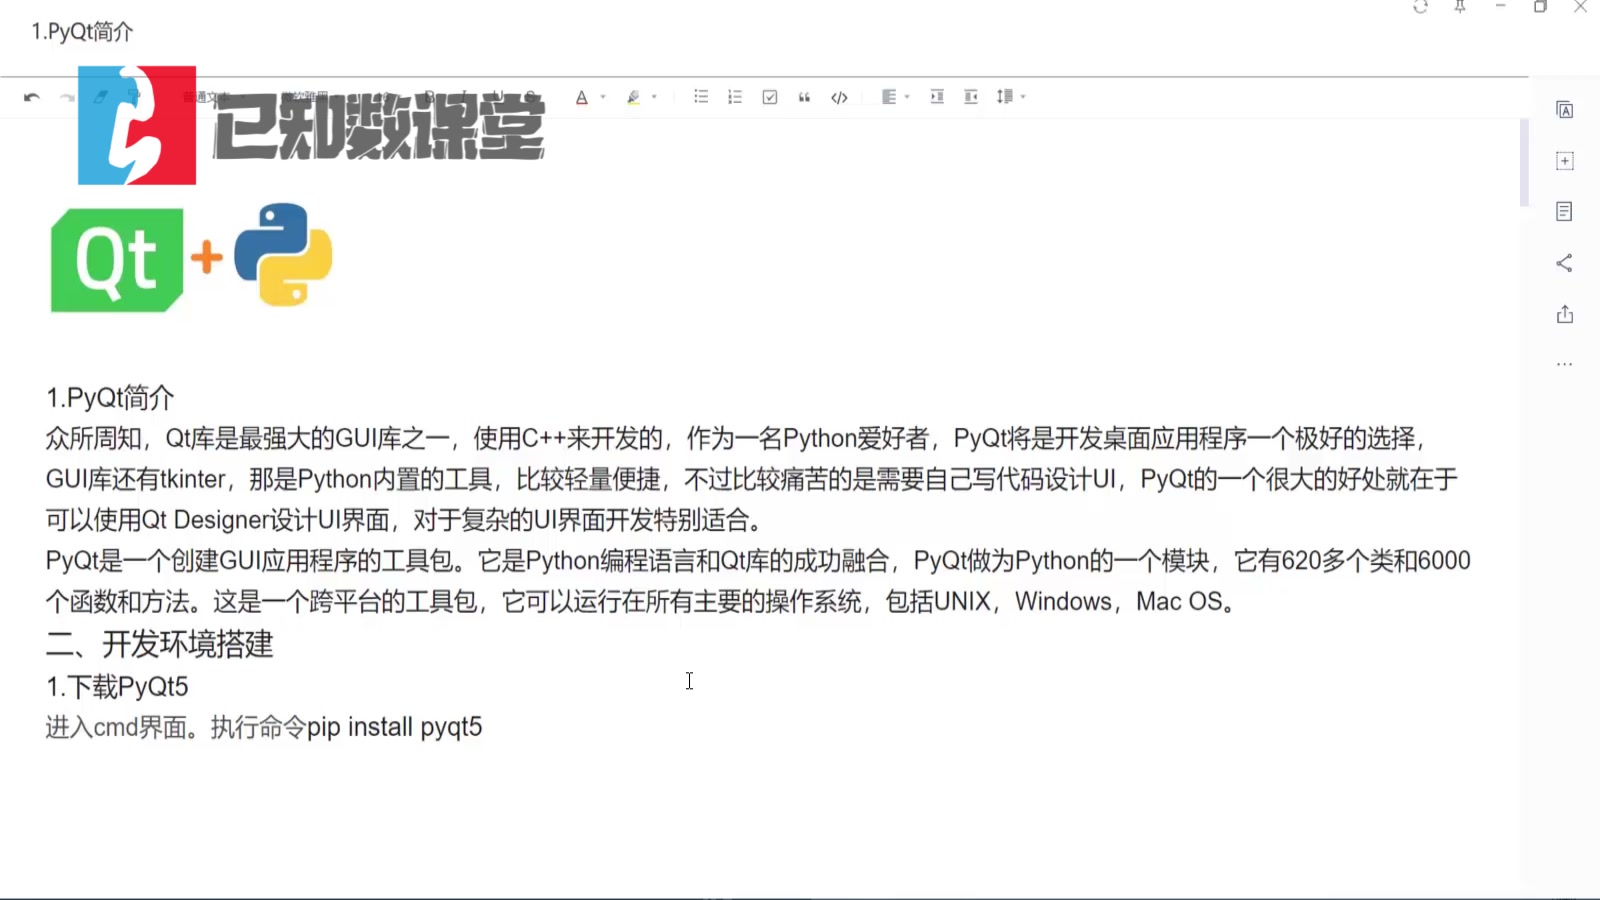 1.PyQt简介
普通文本
已知数课堂
Qt
1.PyQt简介
众所周知，Qt库是最强大的GUI库之一，使用C++来开发的，作为一名Python爱好者，PyQt将是开发桌面应用程序一个极好的选择，
GUI库还有tkinter，那是Python内置的工具，比较轻量便捷，不过比较痛苦的是需要自己写代码设计UI，PyQt的一个很大的好处就在于
可以使用Qt Designer设计UI界面，对于复杂的UI界面开发特别适合。
PyQt是一个创建GUI应用程序的工具包。它是Python编程语言和Qt库的成功融合，PyQt做为Python的一个模块，它有620多个类和6000
个函数和方法。这是一个跨平台的工具包，它可以运行在所有主要的操作系统，包括UNIX，Windows，Mac OS。
二、开发环境搭建
1.下载PyQt5
进入cmd界面。执行命令pip install pyqt5